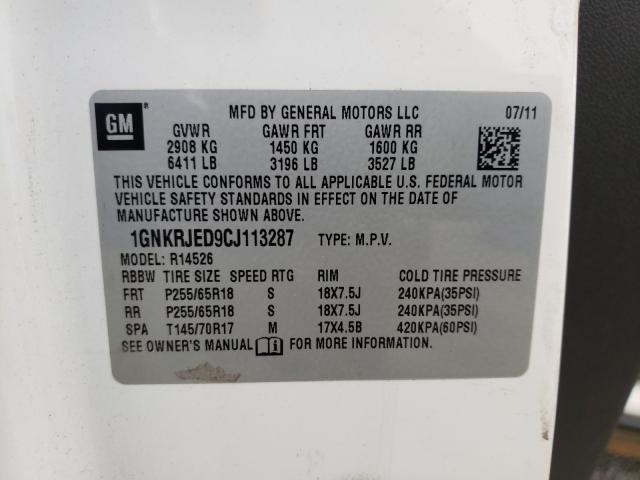 GM
MFD BY GENERAL MOTORS LLC 07/11
GVWR GAWR FRT GAWR RR
2908 KG 1450 KG 1600 KG
6411 LB 3196 LB 3527 LB
THIS VEHICLE CONFORMS TO ALL APPLICABLE U.S. FEDERAL MOTOR
VEHICLE SAFETY STANDARDS IN EFFECT ON THE DATE OF
MANUFACTURE SHOWN ABOVE.
1GNKRJED9CJ113287 TYPE: M.P.V.
MODEL: R14526
RBBW TIRE SIZE SPEED RTG RIM COLD TIRE PRESSURE
FRT P255/65R18 S 18X7.5J 240KPA(35PSI)
RR P255/65R18 S 18X7.5J 240KPA(35PSI)
SPA T145/70R17 M 17X4.5B 420KPA(60PSI)
SEE OWNER'S MANUAL FOR MORE INFORMATION.